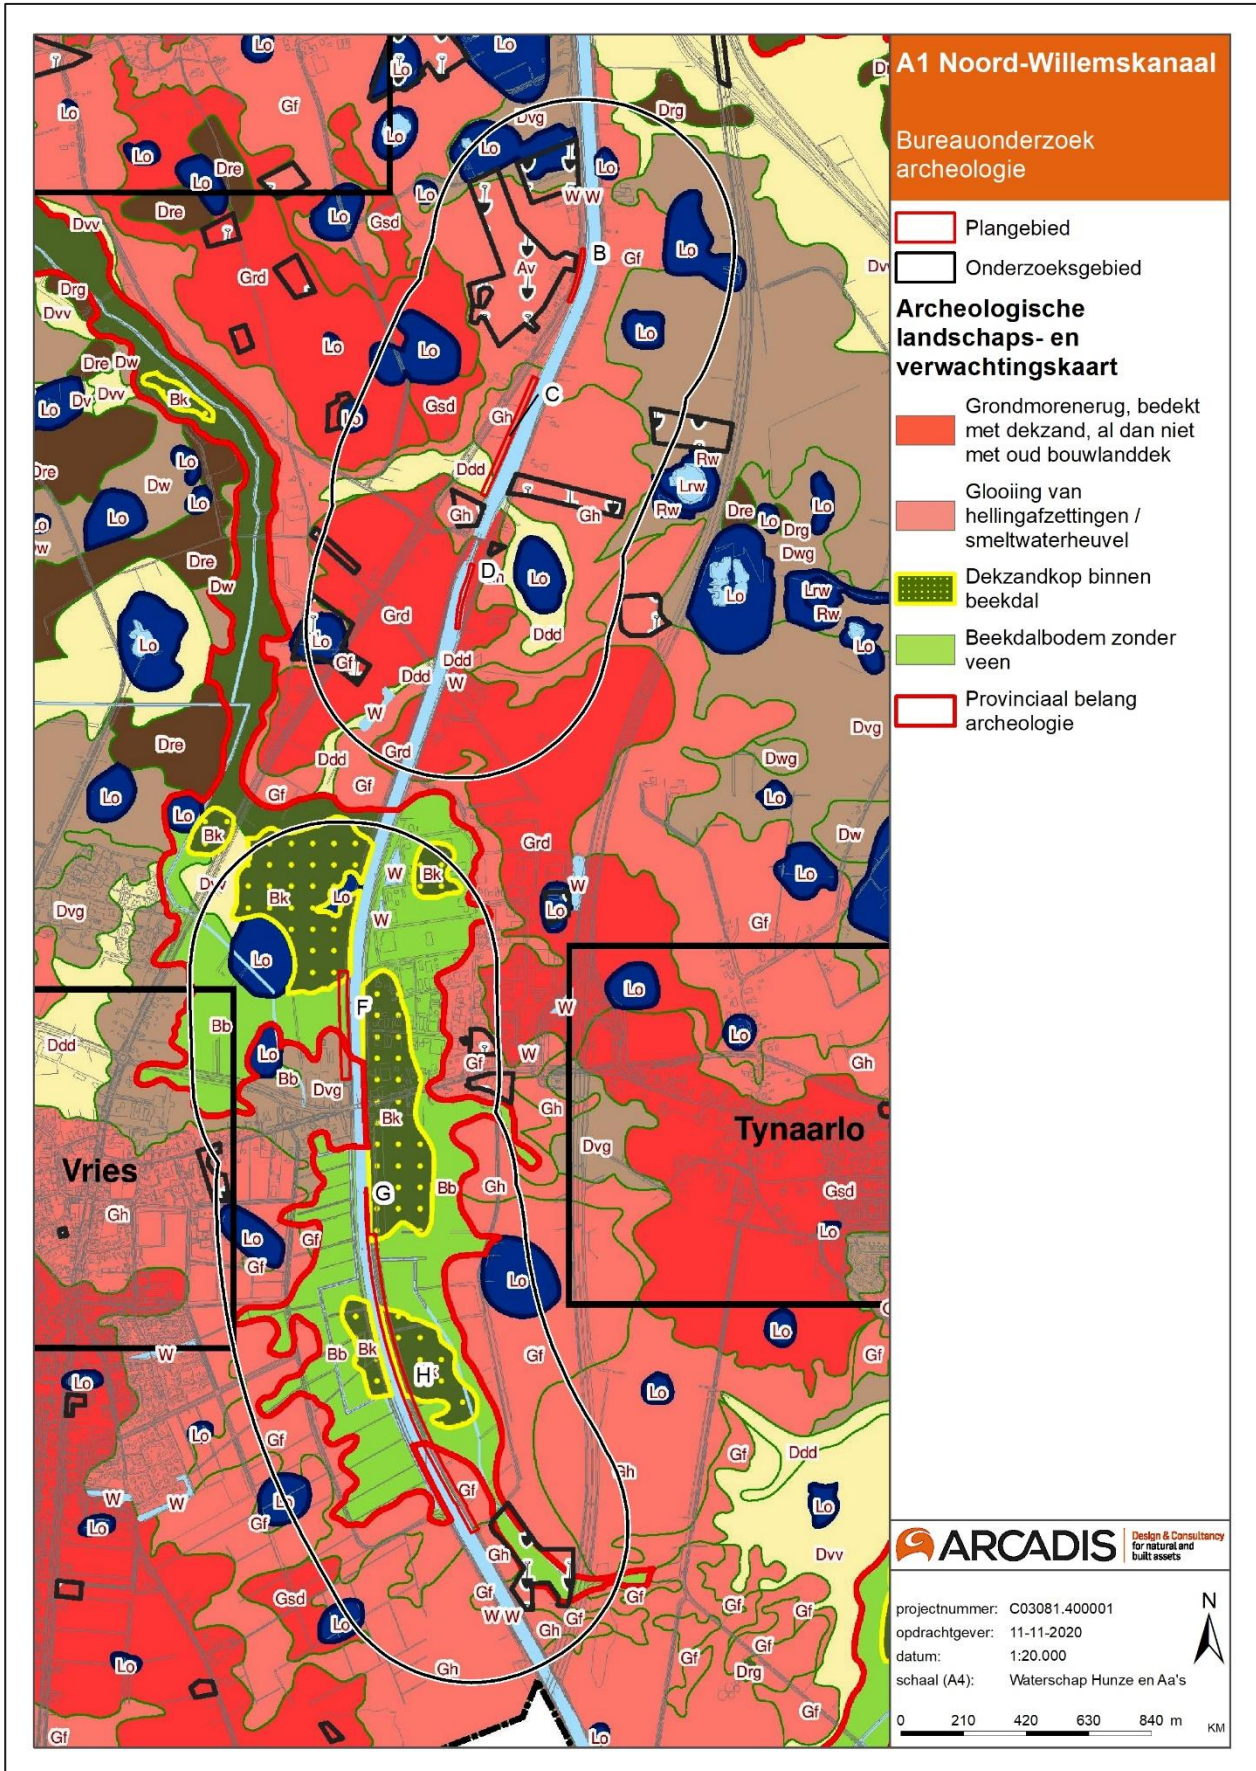 A1 Noord-Willemskanaal
Bureauonderzoek
archeologie
Plangebied
Onderzoeksgebied
Archeologische
landschaps- en
verwachtingskaart
Grondmorenerug, bedekt
met dekzand, al dan niet
met oud bouwlanddek
Glooiing van
hellingafzettingen /
smeltwaterheuvel
Dekzandkop binnen
beekdal
Beekdalbodem zonder
veen
Provinciaal belang
archeologie
ARCADIS
Design & Consultancy
for natural and
built assets
projectnummer: C03081.400001
opdrachtgever: 11-11-2020
datum: 1:20.000
schaal (A4): Waterschap Hunze en Aa's
N
0 210 420 630 840 m
KM
Vries
Tynaarlo
B
C
D
F
G
H
Lo
Gf
Dvg
Drg
Dre
Gsd
Dvv
Grd
Av
W W
Gh
Ddd
Dw
Dv
Bk
Rw
Lrw
Dwg
W
Bb